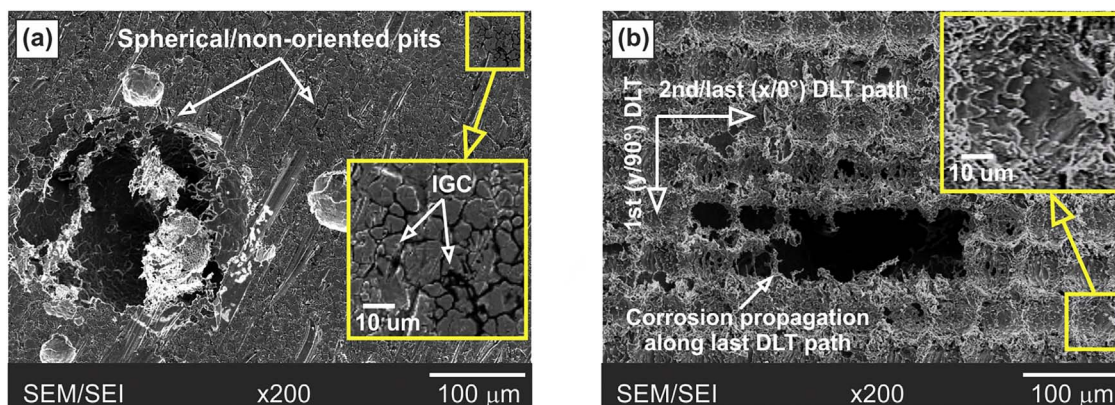 (a)
Spherical/non-oriented pits
IGC
10 um
SEM/SEI x200 100 μm
(b)
2nd/last (x/0°) DLT path
1st (y/90°) DLT
10 um
Corrosion propagation
along last DLT path
SEM/SEI x200 100 μm